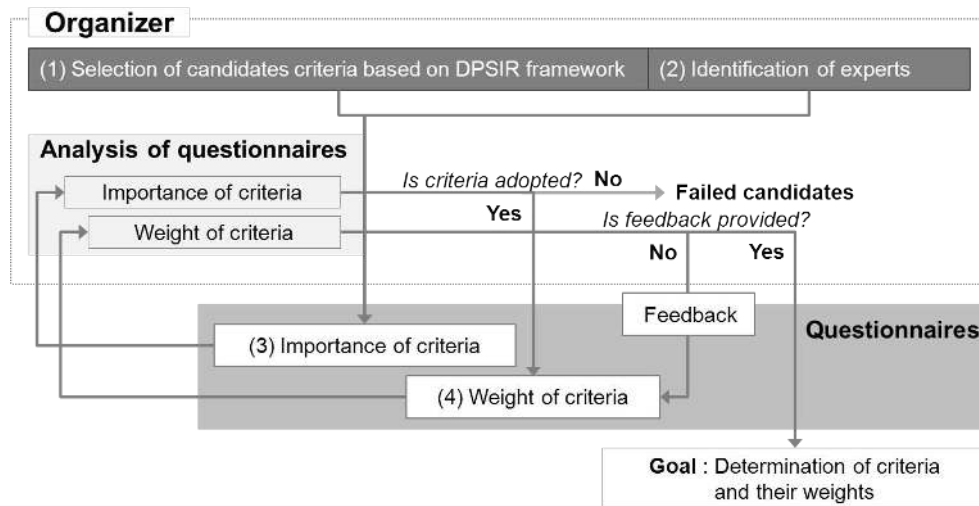 Organizer
(1) Selection of candidates criteria based on DPSIR framework
(2) Identification of experts
Analysis of questionnaires
Importance of criteria
Is criteria adopted?
No
Failed candidates
Yes
Weight of criteria
Is feedback provided?
No
Yes
Feedback
Questionnaires
(3) Importance of criteria
(4) Weight of criteria
Goal : Determination of criteria
and their weights